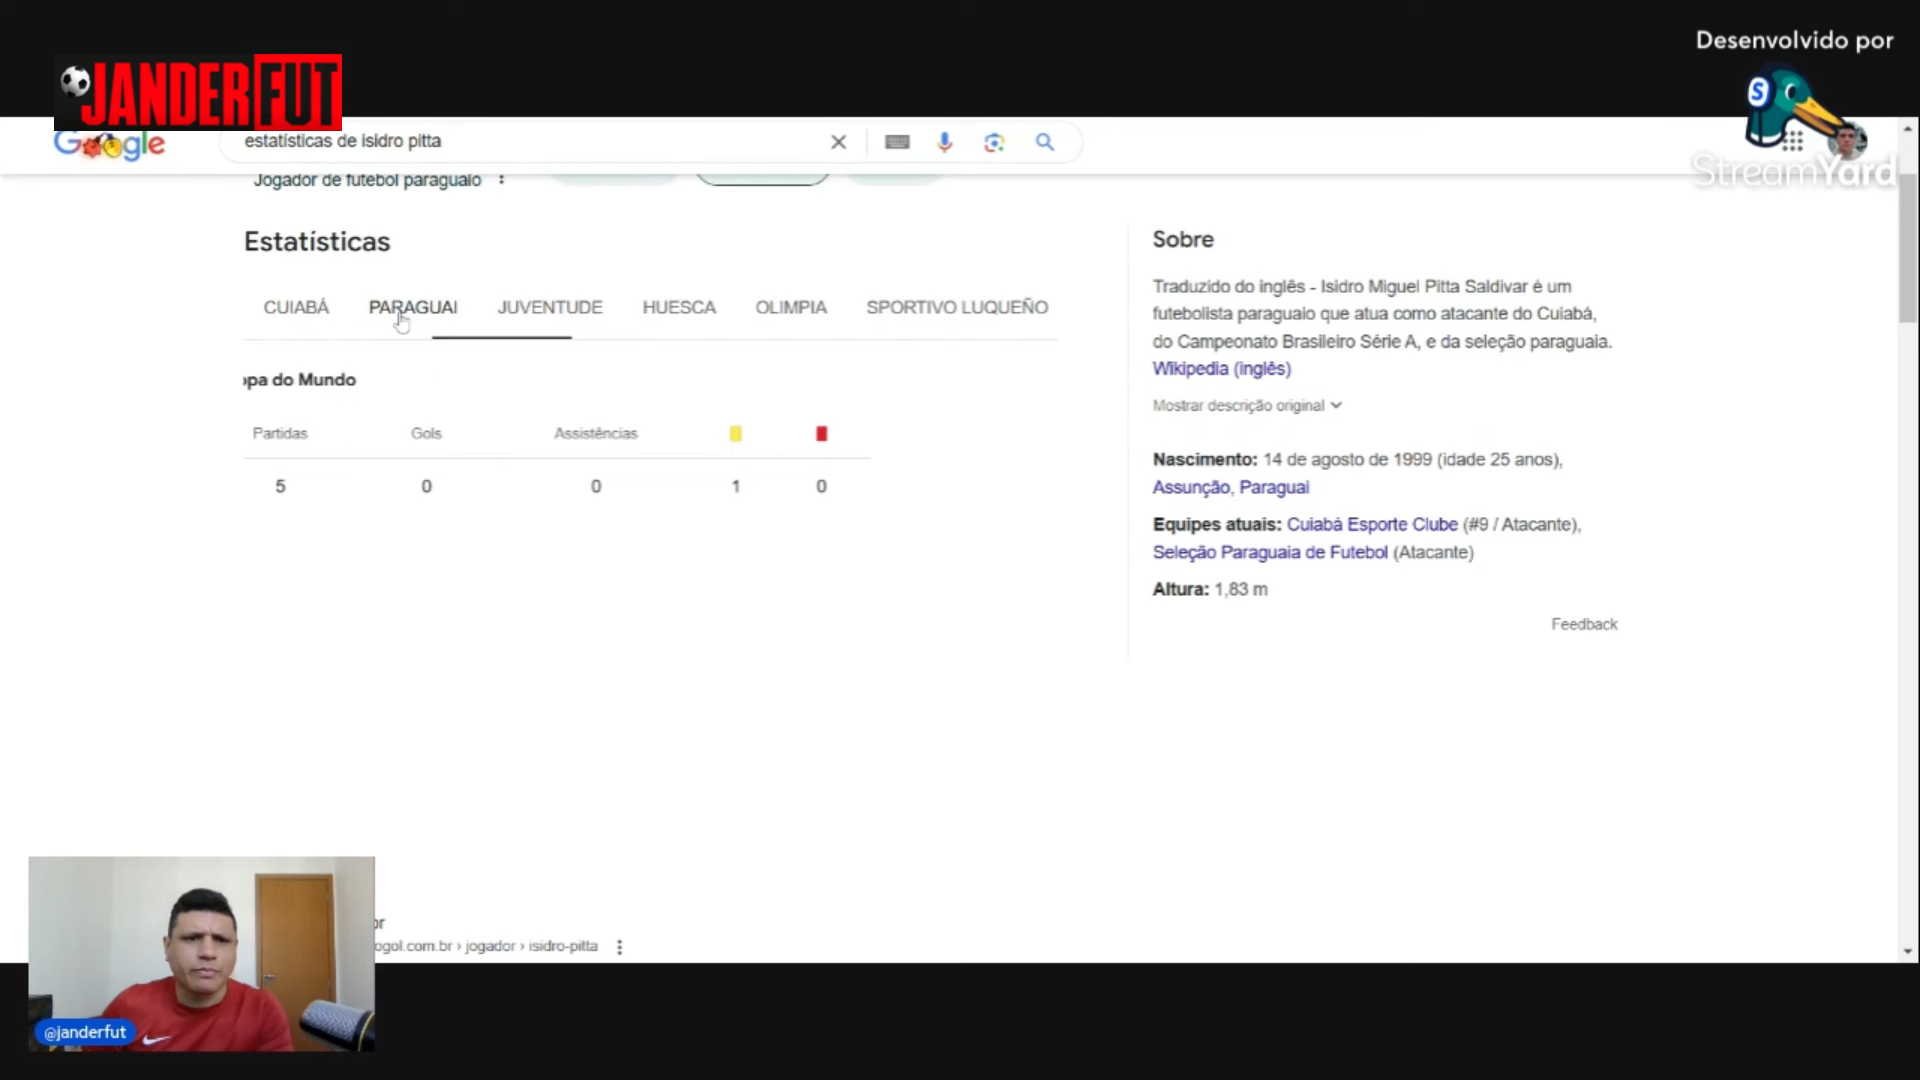 Desenvolvido por
JANDERFUT
Google
estatísticas de isidro pitta
StreamYard
Jogador de futebol paraguaio
Estatísticas
CUIABÁ PARAGUAI JUVENTUDE HUESCA OLIMPIA SPORTIVO LUQUEÑO
opa do Mundo
Partidas Gols Assistências
5 0 0 1 0
Sobre
Traduzido do inglês - Isidro Miguel Pitta Saldivar é um
futebolista paraguaio que atua como atacante do Cuiabá,
do Campeonato Brasileiro Série A, e da seleção paraguaia.
Wikipedia (inglês)
Mostrar descrição original
Nascimento: 14 de agosto de 1999 (idade 25 anos),
Assunção, Paraguai
Equipes atuais: Cuiabá Esporte Clube (#9 / Atacante),
Seleção Paraguaia de Futebol (Atacante)
Altura: 1,83 m
Feedback
or
ogol.com.br › jogador › isidro-pitta
@janderfut